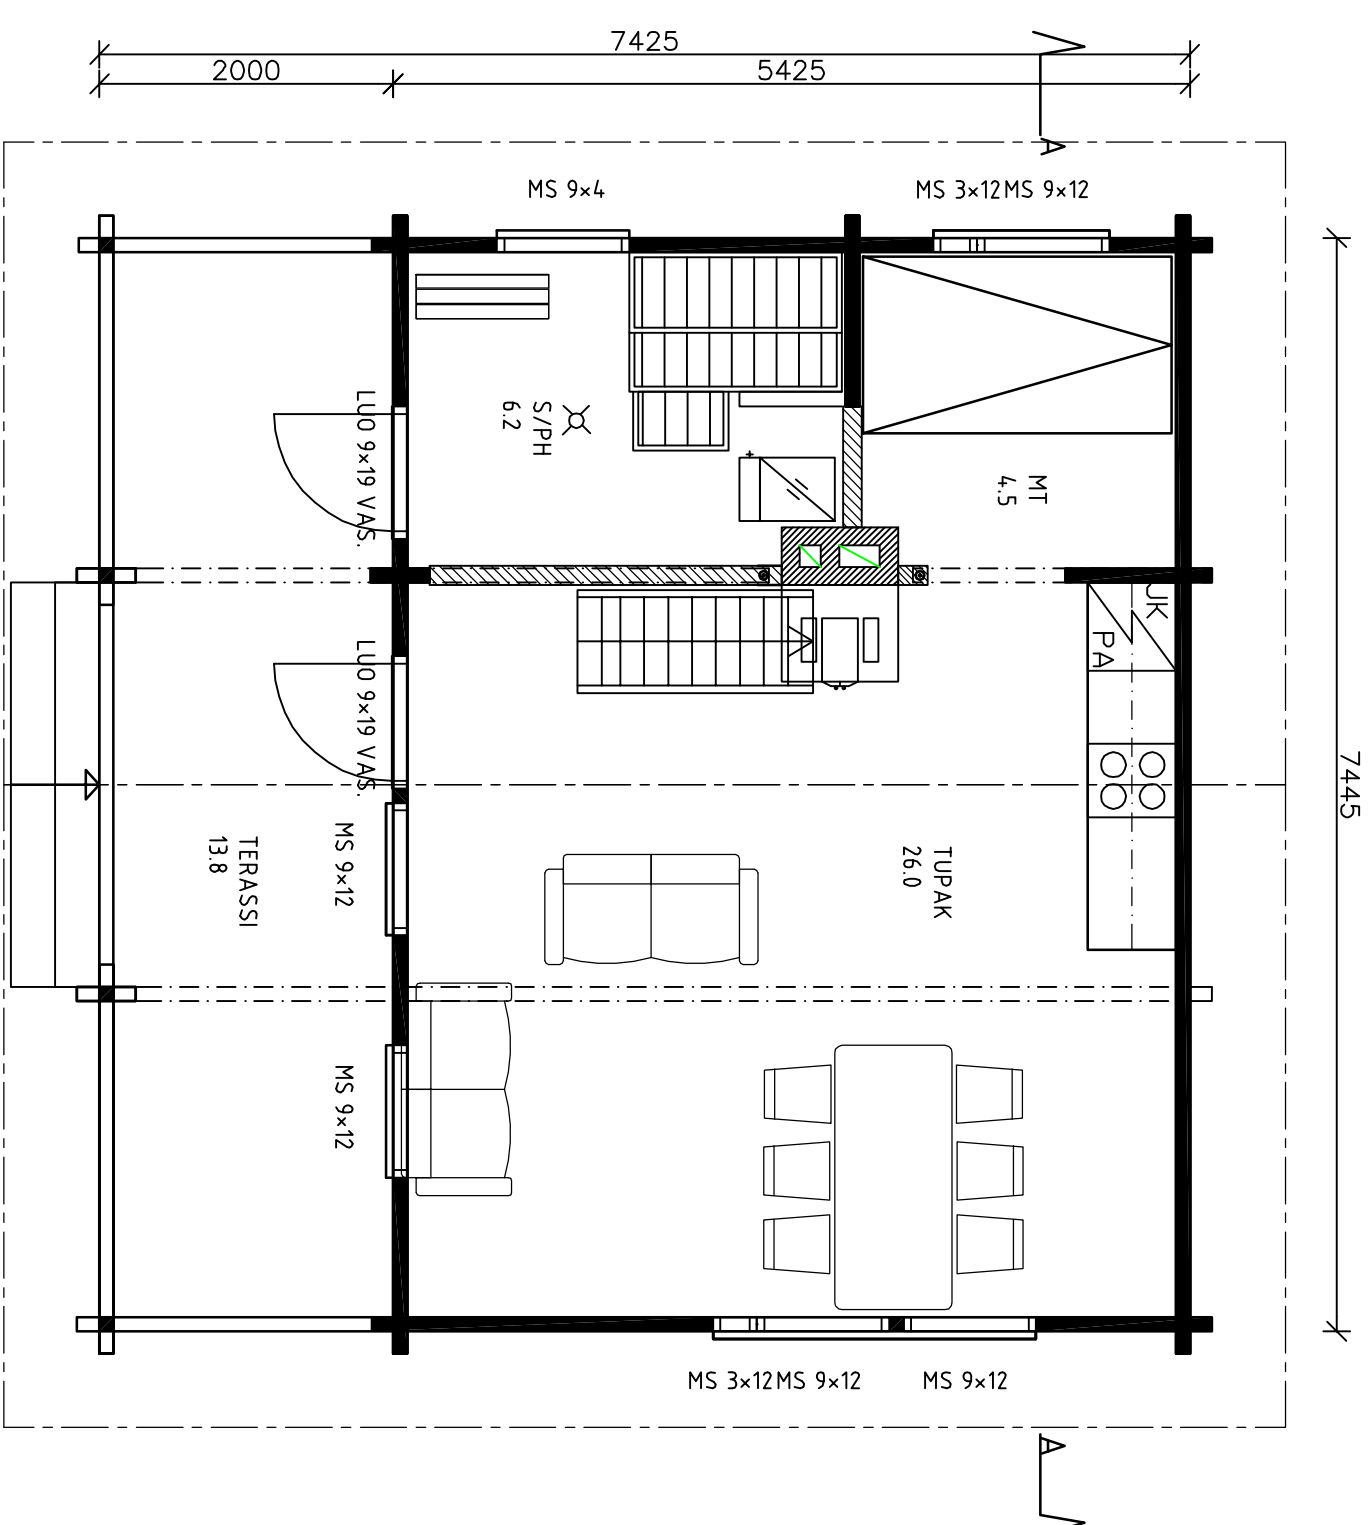 7425
2000
5425
A
MS 9×4
MS 3×12 MS 9×12
7445
LUO 9×19 VAS.
S/PH
6.2
MT
4.5
JK
PA
LUO 9×19 VAS.
MS 9×12
TERASSI
13.8
TUPAK
26.0
MS 9×12
MS 3×12 MS 9×12
MS 9×12
A